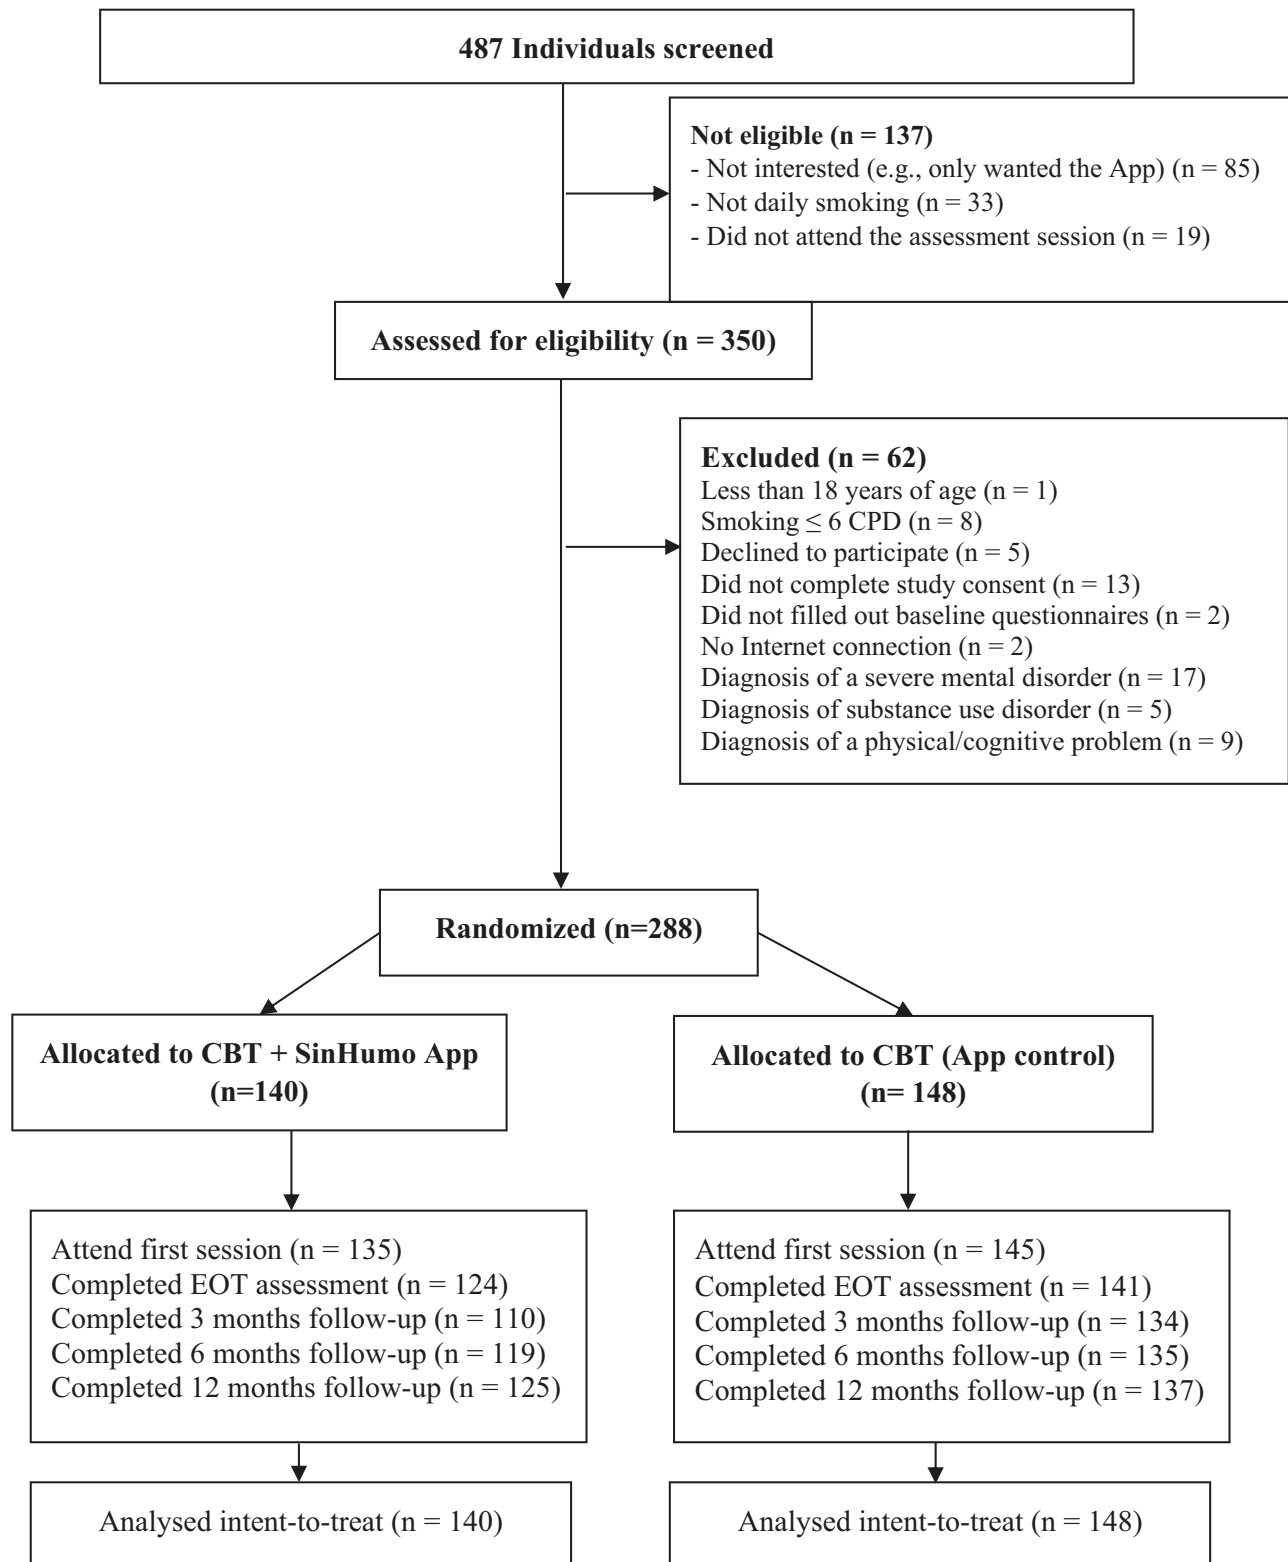 487 Individuals screened
Not eligible (n = 137)
- Not interested (e.g., only wanted the App) (n = 85)
- Not daily smoking (n = 33)
- Did not attend the assessment session (n = 19)
Assessed for eligibility (n = 350)
Excluded (n = 62)
Less than 18 years of age (n = 1)
Smoking ≤ 6 CPD (n = 8)
Declined to participate (n = 5)
Did not complete study consent (n = 13)
Did not filled out baseline questionnaires (n = 2)
No Internet connection (n = 2)
Diagnosis of a severe mental disorder (n = 17)
Diagnosis of substance use disorder (n = 5)
Diagnosis of a physical/cognitive problem (n = 9)
Randomized (n=288)
Allocated to CBT + SinHumo App
(n=140)
Allocated to CBT (App control)
(n= 148)
Attend first session (n = 135)
Completed EOT assessment (n = 124)
Completed 3 months follow-up (n = 110)
Completed 6 months follow-up (n = 119)
Completed 12 months follow-up (n = 125)
Attend first session (n = 145)
Completed EOT assessment (n = 141)
Completed 3 months follow-up (n = 134)
Completed 6 months follow-up (n = 135)
Completed 12 months follow-up (n = 137)
Analysed intent-to-treat (n = 140)
Analysed intent-to-treat (n = 148)